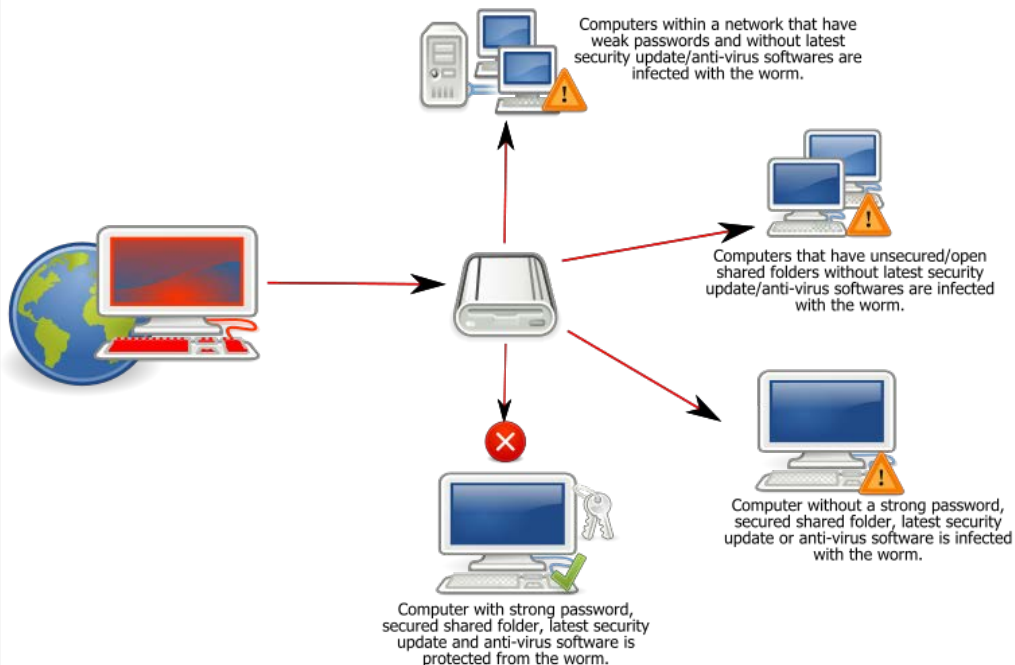 Computers within a network that have
weak passwords and without latest
security update/anti-virus softwares are
infected with the worm.
Computers that have unsecured/open
shared folders without latest security
update/anti-virus softwares are infected
with the worm.
Computer without a strong password,
secured shared folder, latest security
update or anti-virus software is infected
with the worm.
Computer with strong password,
secured shared folder, latest security
update and anti-virus software is
protected from the worm.